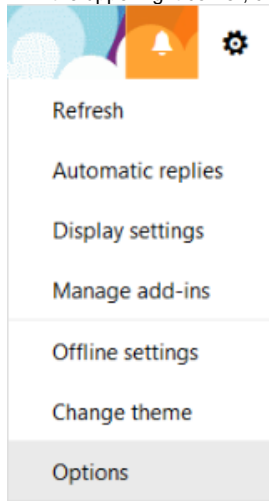 Refresh
Automatic replies
Display settings
Manage add-ins
Offline settings
Change theme
Options